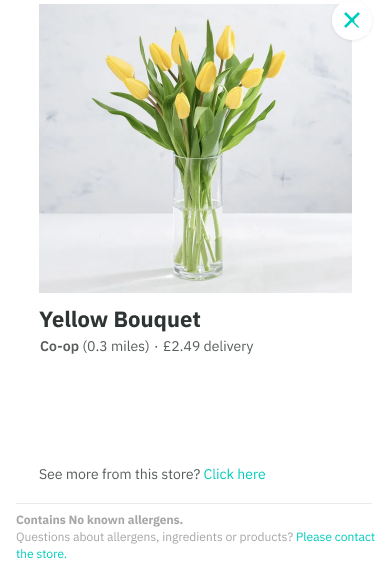 Yellow Bouquet
Co-op (0.3 miles) · £2.49 delivery
See more from this store? Click here
Contains No known allergens.
Questions about allergens, ingredients or products? Please contact
the store.